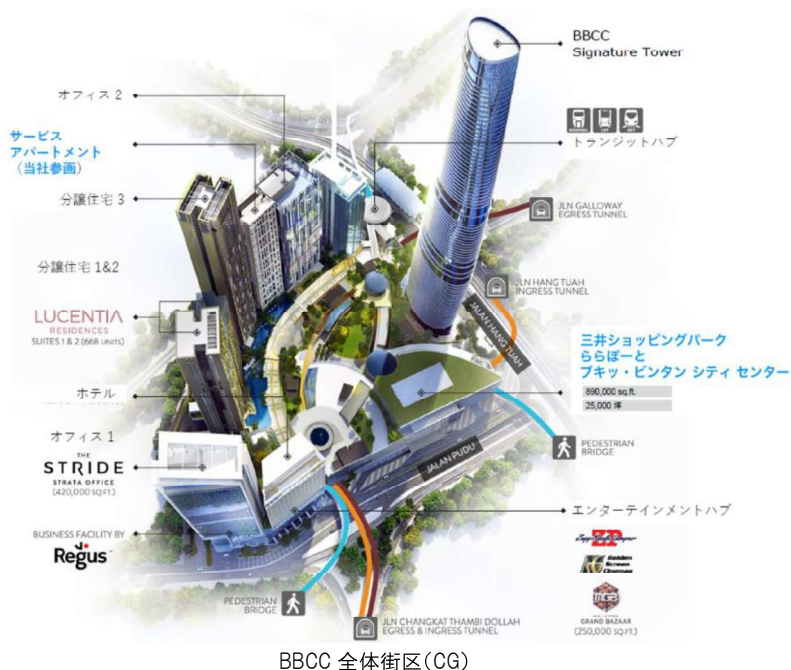 BBCC
Signature Tower
オフィス 2
サービス
アパートメント
(当社参画)
トランジットハブ
分譲住宅 3
JLN GALLOWAY
EGRESS TUNNEL
分譲住宅 1&2
JLN HANG TUAH
INGRESS TUNNEL
LUCENTIA
RESIDENCES
SUITES 1 & 2 (668 UNITS)
JALAN HANG TUAH
三井ショッピングパーク
ららぽーと
ブキッ・ビンタン シティ センター
890,000 sq.ft.
25,000 坪
ホテル
オフィス 1
THE
STRIDE
STRATA OFFICE
(420,000 SQ.FT.)
PEDESTRIAN
BRIDGE
JALAN PUDU
エンターテインメントハブ
BUSINESS FACILITY BY
Regus
Golden
Screen
Cinemas
PEDESTRIAN
BRIDGE
GRAND BAZAAR
(250,000 SQ.FT.)
JLN CHANGKAT THAMBI DOLLAH
EGRESS & INGRESS TUNNEL
BBCC 全体街区(CG)